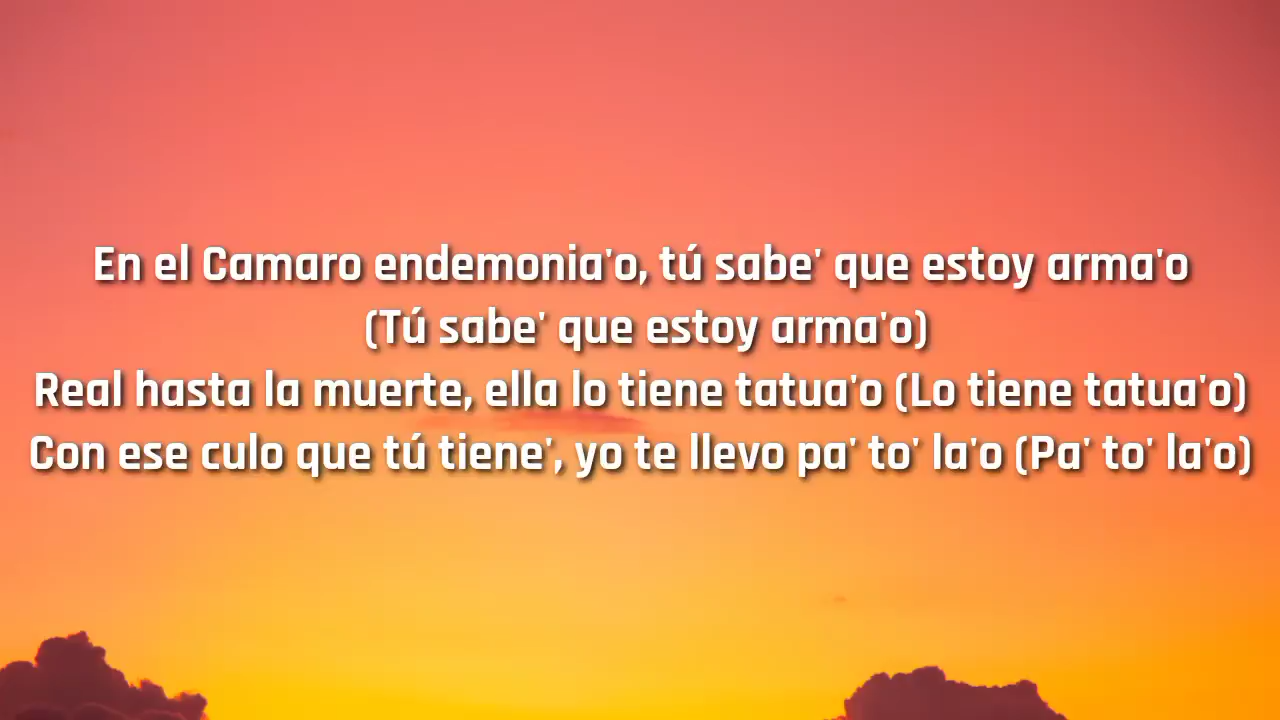 En el Camaro endemonia'o, tú sabe' que estoy arma'o
(Tú sabe' que estoy arma'o)
Real hasta la muerte, ella lo tiene tatua'o (Lo tiene tatua'o)
Con ese culo que tú tiene', yo te llevo pa' to' la'o (Pa' to' la'o)